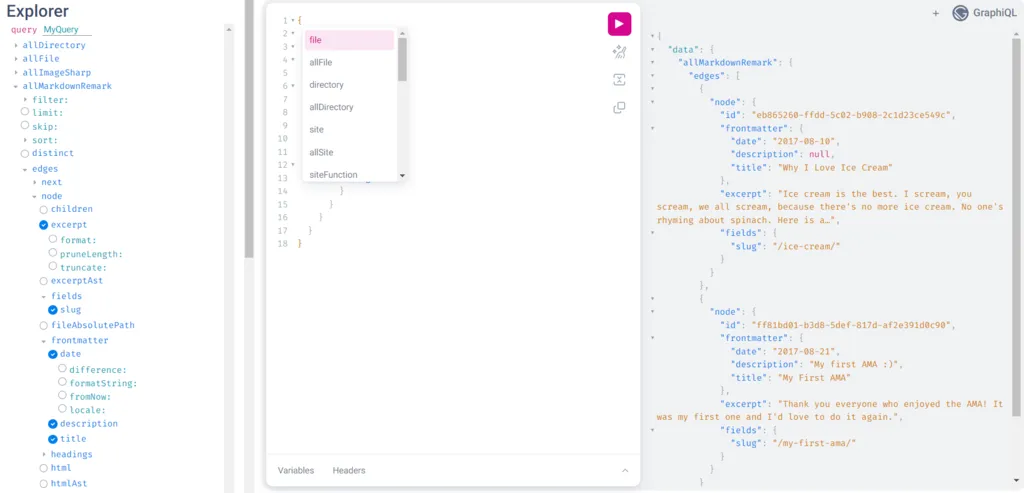 Explorer
query MyQuery
allDirectory
allFile
allImageSharp
allMarkdownRemark
filter:
limit:
skip:
sort:
distinct
edges
next
node
children
excerpt
format:
pruneLength:
truncate:
excerptAst
fields
slug
fileAbsolutePath
frontmatter
date
difference:
formatString:
fromNow:
locale:
description
title
headings
html
htmlAst
1 {
2
3
4
5
6
7
8
9
10
11
12
13
14 }
15 }
16 }
17 }
18 }
file
allFile
directory
allDirectory
site
allSite
siteFunction
Variables Headers
+ GraphiQL
{
"data": {
"allMarkdownRemark": {
"edges": [
{
"node": {
"id": "eb865260-ffdd-5c02-b908-2c1d23ce549c",
"frontmatter": {
"date": "2017-08-10",
"description": null,
"title": "Why I Love Ice Cream"
},
"excerpt": "Ice cream is the best. I scream, you
scream, we all scream, because there's no more ice cream. No one's
rhyming about spinach. Here is a…",
"fields": {
"slug": "/ice-cream/"
}
}
},
{
"node": {
"id": "ff81bd01-b3d8-5def-817d-af2e391d0c90",
"frontmatter": {
"date": "2017-08-21",
"description": "My first AMA :)",
"title": "My First AMA"
},
"excerpt": "Thank you everyone who enjoyed the AMA! It
was my first one and I'd love to do it again.",
"fields": {
"slug": "/my-first-ama/"
}
}
}